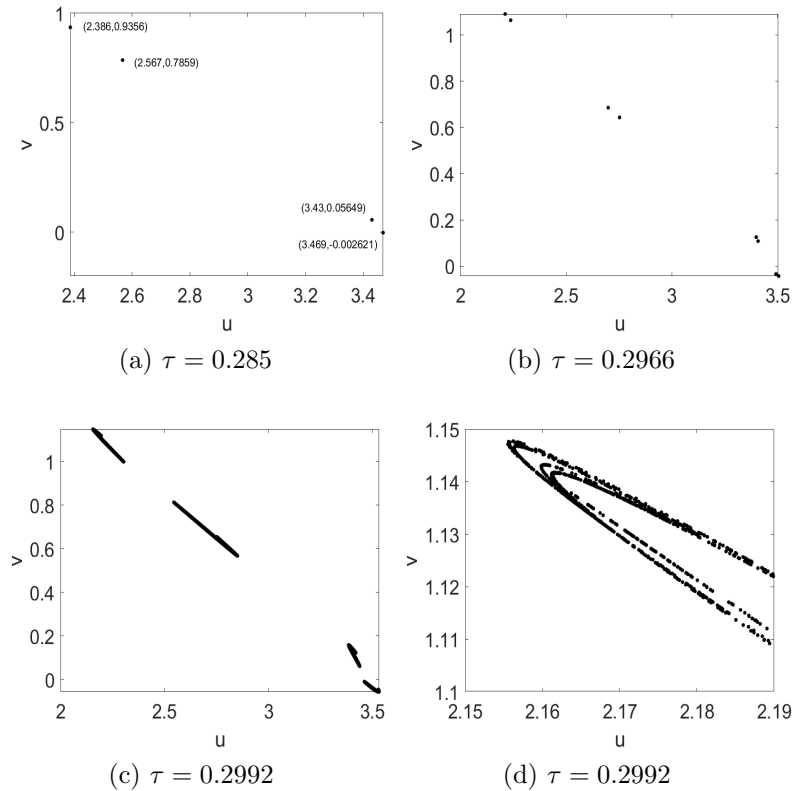 1
(2.386,0.9356)
(2.567,0.7859)
0.5
v
(3.43,0.05649)
0
(3.469,-0.002621)
2.4 2.6 2.8 3 3.2 3.4
u
(a) τ = 0.285
1
0.8
0.6
v
0.4
0.2
0
2 2.5 3 3.5
u
(b) τ = 0.2966
1
0.8
0.6
v
0.4
0.2
0
2 2.5 3 3.5
u
(c) τ = 0.2992
1.15
1.14
1.13
v
1.12
1.11
1.1
2.15 2.16 2.17 2.18 2.19
u
(d) τ = 0.2992